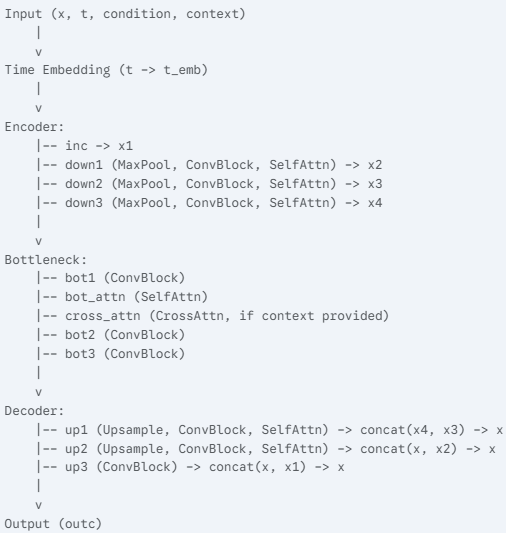 Input (x, t, condition, context)
    |
    v
Time Embedding (t -> t_emb)
    |
    v
Encoder:
    |-- inc -> x1
    |-- down1 (MaxPool, ConvBlock, SelfAttn) -> x2
    |-- down2 (MaxPool, ConvBlock, SelfAttn) -> x3
    |-- down3 (MaxPool, ConvBlock, SelfAttn) -> x4
    |
    v
Bottleneck:
    |-- bot1 (ConvBlock)
    |-- bot_attn (SelfAttn)
    |-- cross_attn (CrossAttn, if context provided)
    |-- bot2 (ConvBlock)
    |-- bot3 (ConvBlock)
    |
    v
Decoder:
    |-- up1 (Upsample, ConvBlock, SelfAttn) -> concat(x4, x3) -> x
    |-- up2 (Upsample, ConvBlock, SelfAttn) -> concat(x, x2) -> x
    |-- up3 (ConvBlock) -> concat(x, x1) -> x
    |
    v
Output (outc)